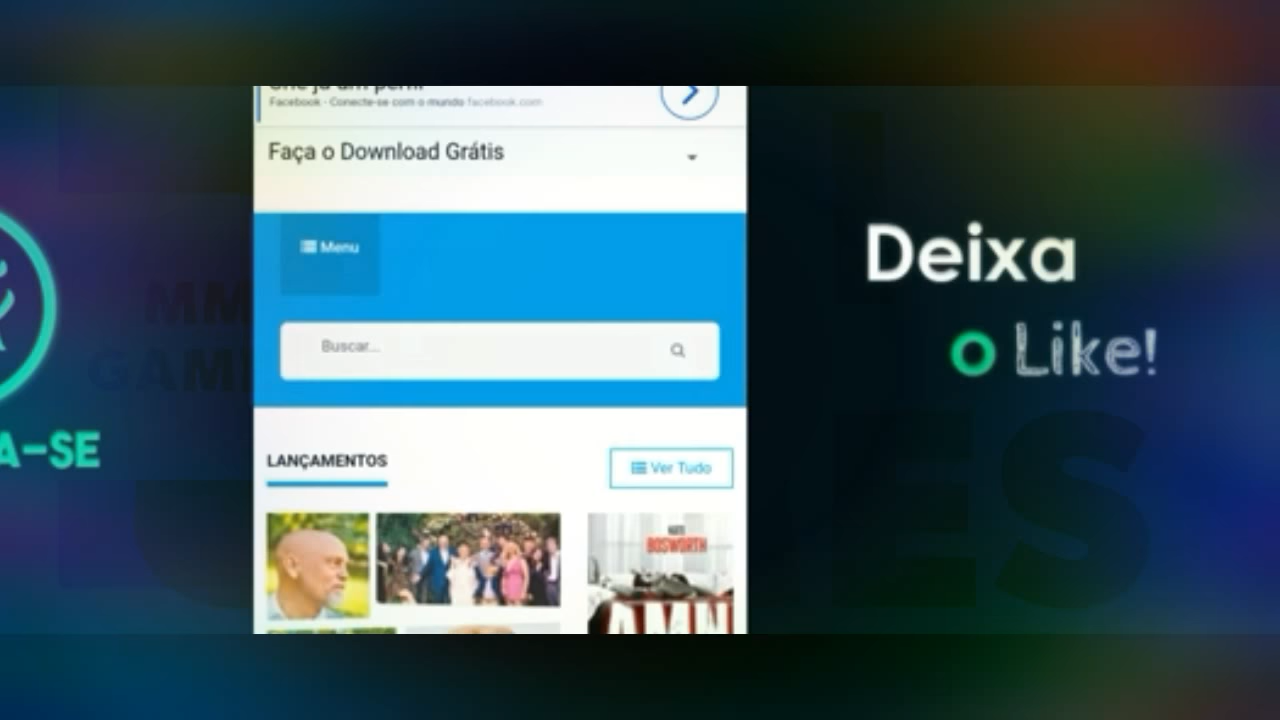 Facebook - Conecte-se com o mundo facebook.com
Faça o Download Grátis
Menu
Buscar...
LANÇAMENTOS
Ver Tudo
KATE
BOSWORTH
A-SE
Deixa
o Like!